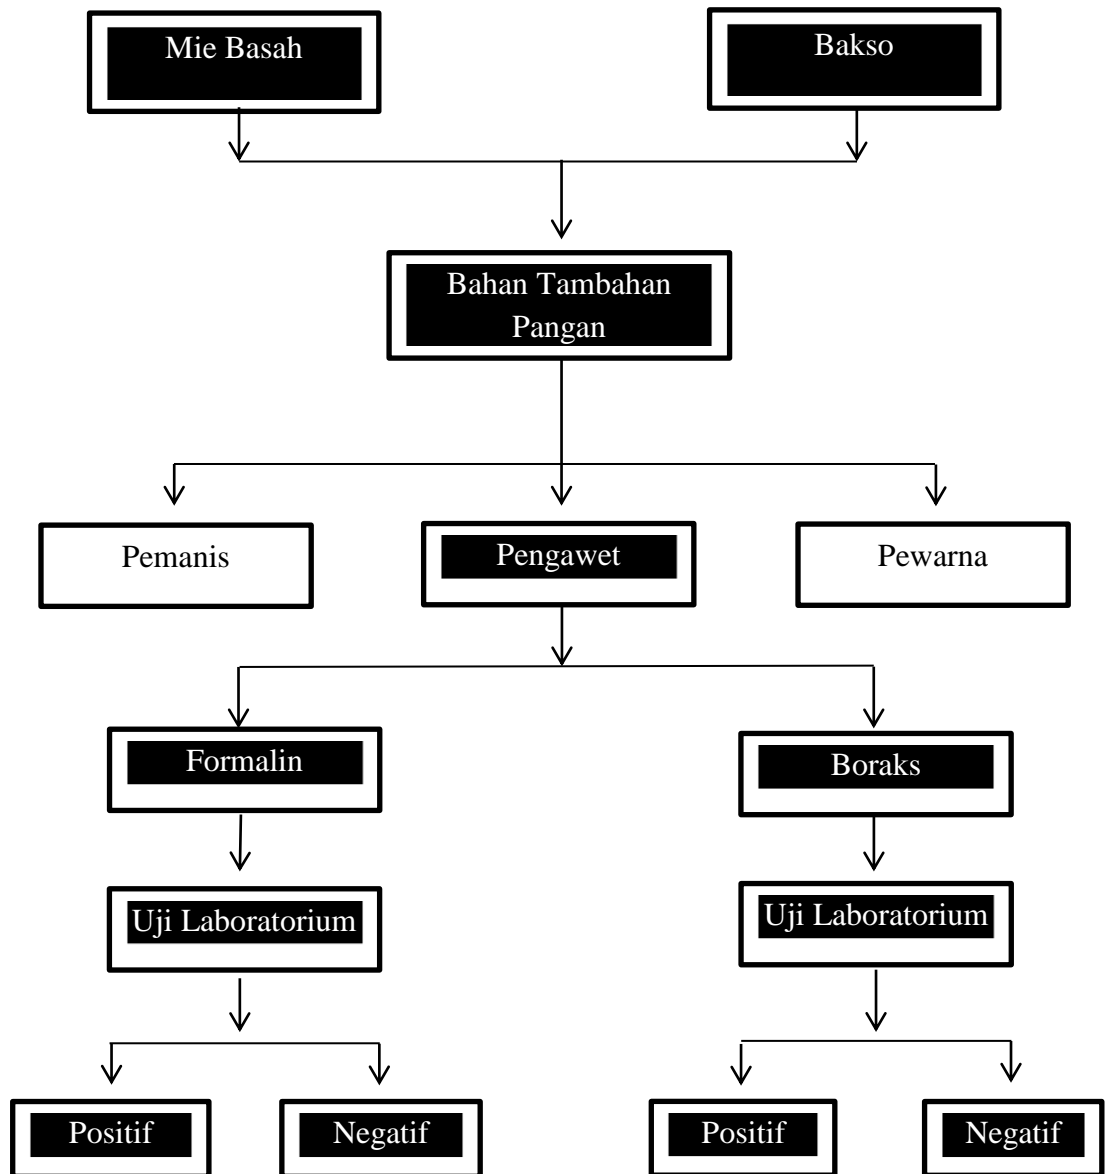 Mie Basah
Bakso
Bahan Tambahan
Pangan
Pemanis
Pengawet
Pewarna
Formalin
Boraks
Uji Laboratorium
Uji Laboratorium
Positif
Negatif
Positif
Negatif